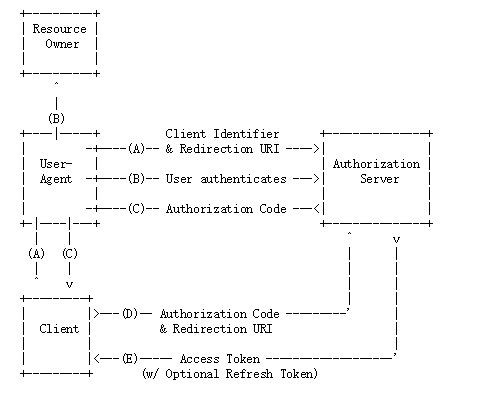 Resource
Owner
(B)
Client Identifier
(A) & Redirection URI
User-
Agent
(B) User authenticates
Authorization
Server
(C) Authorization Code
(A) (C)
Client
(D) Authorization Code
& Redirection URI
(E) Access Token
(w/ Optional Refresh Token)